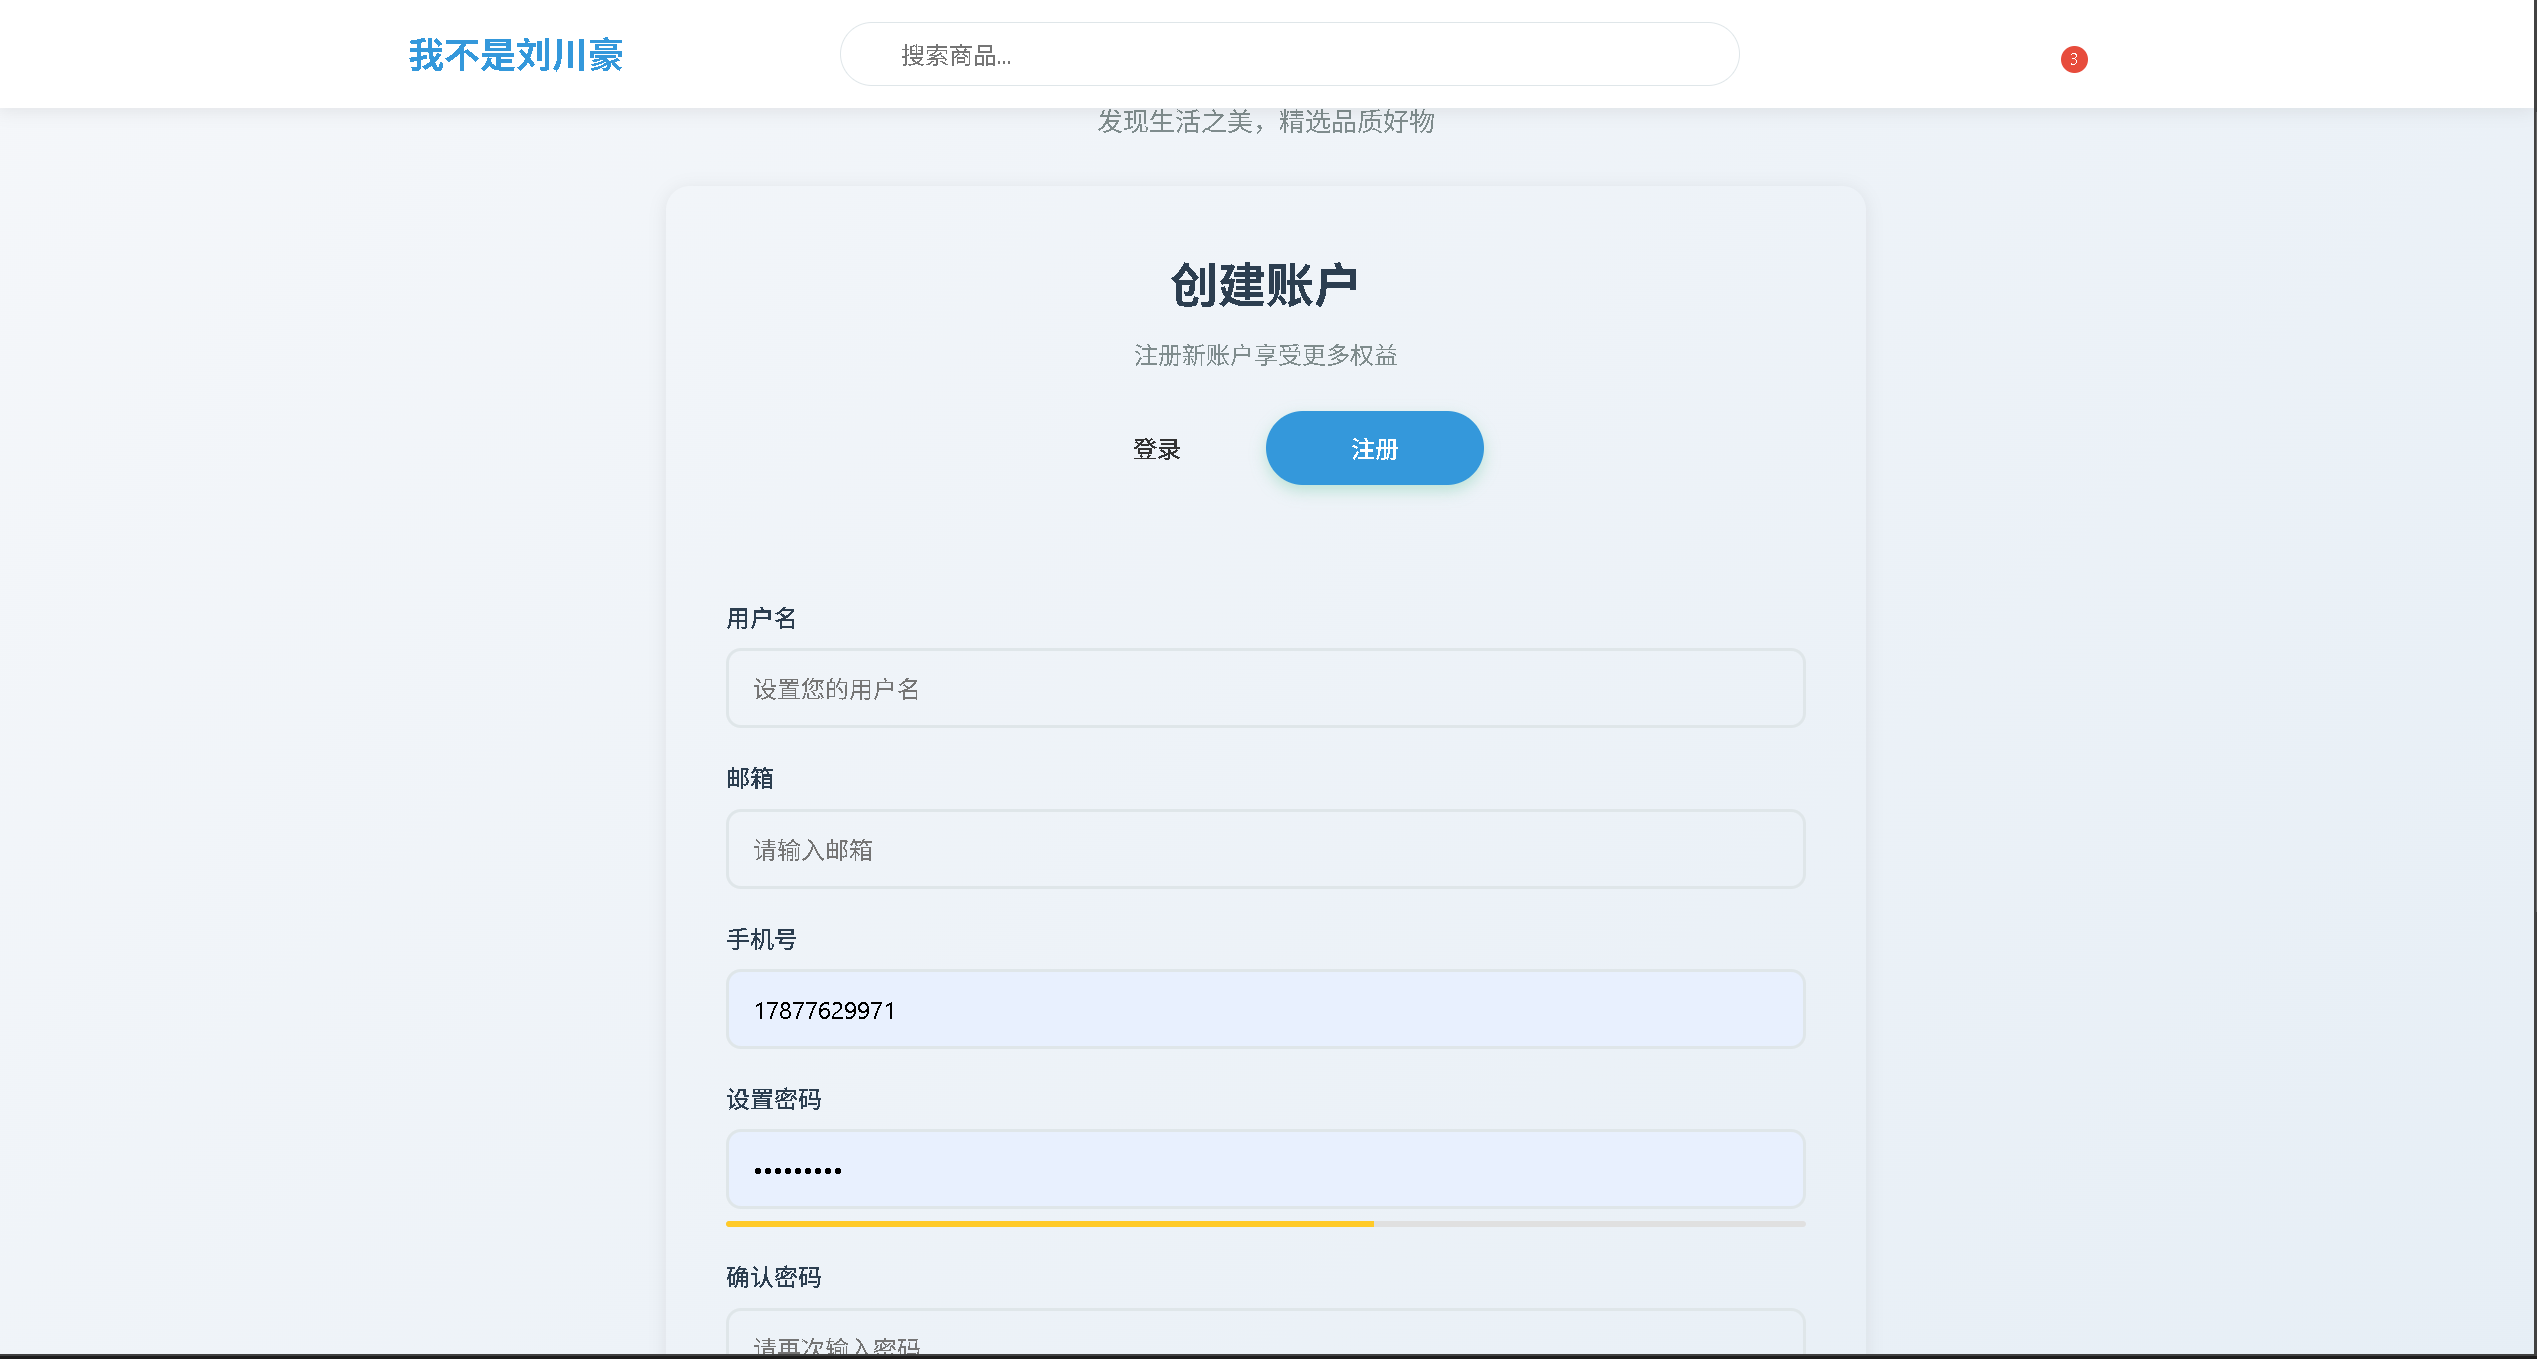 我不是刘川豪
搜索商品...
3
发现生活之美，精选品质好物
创建账户
注册新账户享受更多权益
登录
注册
用户名
设置您的用户名
邮箱
请输入邮箱
手机号
17877629971
设置密码
•••••••••
确认密码
请再次输入密码